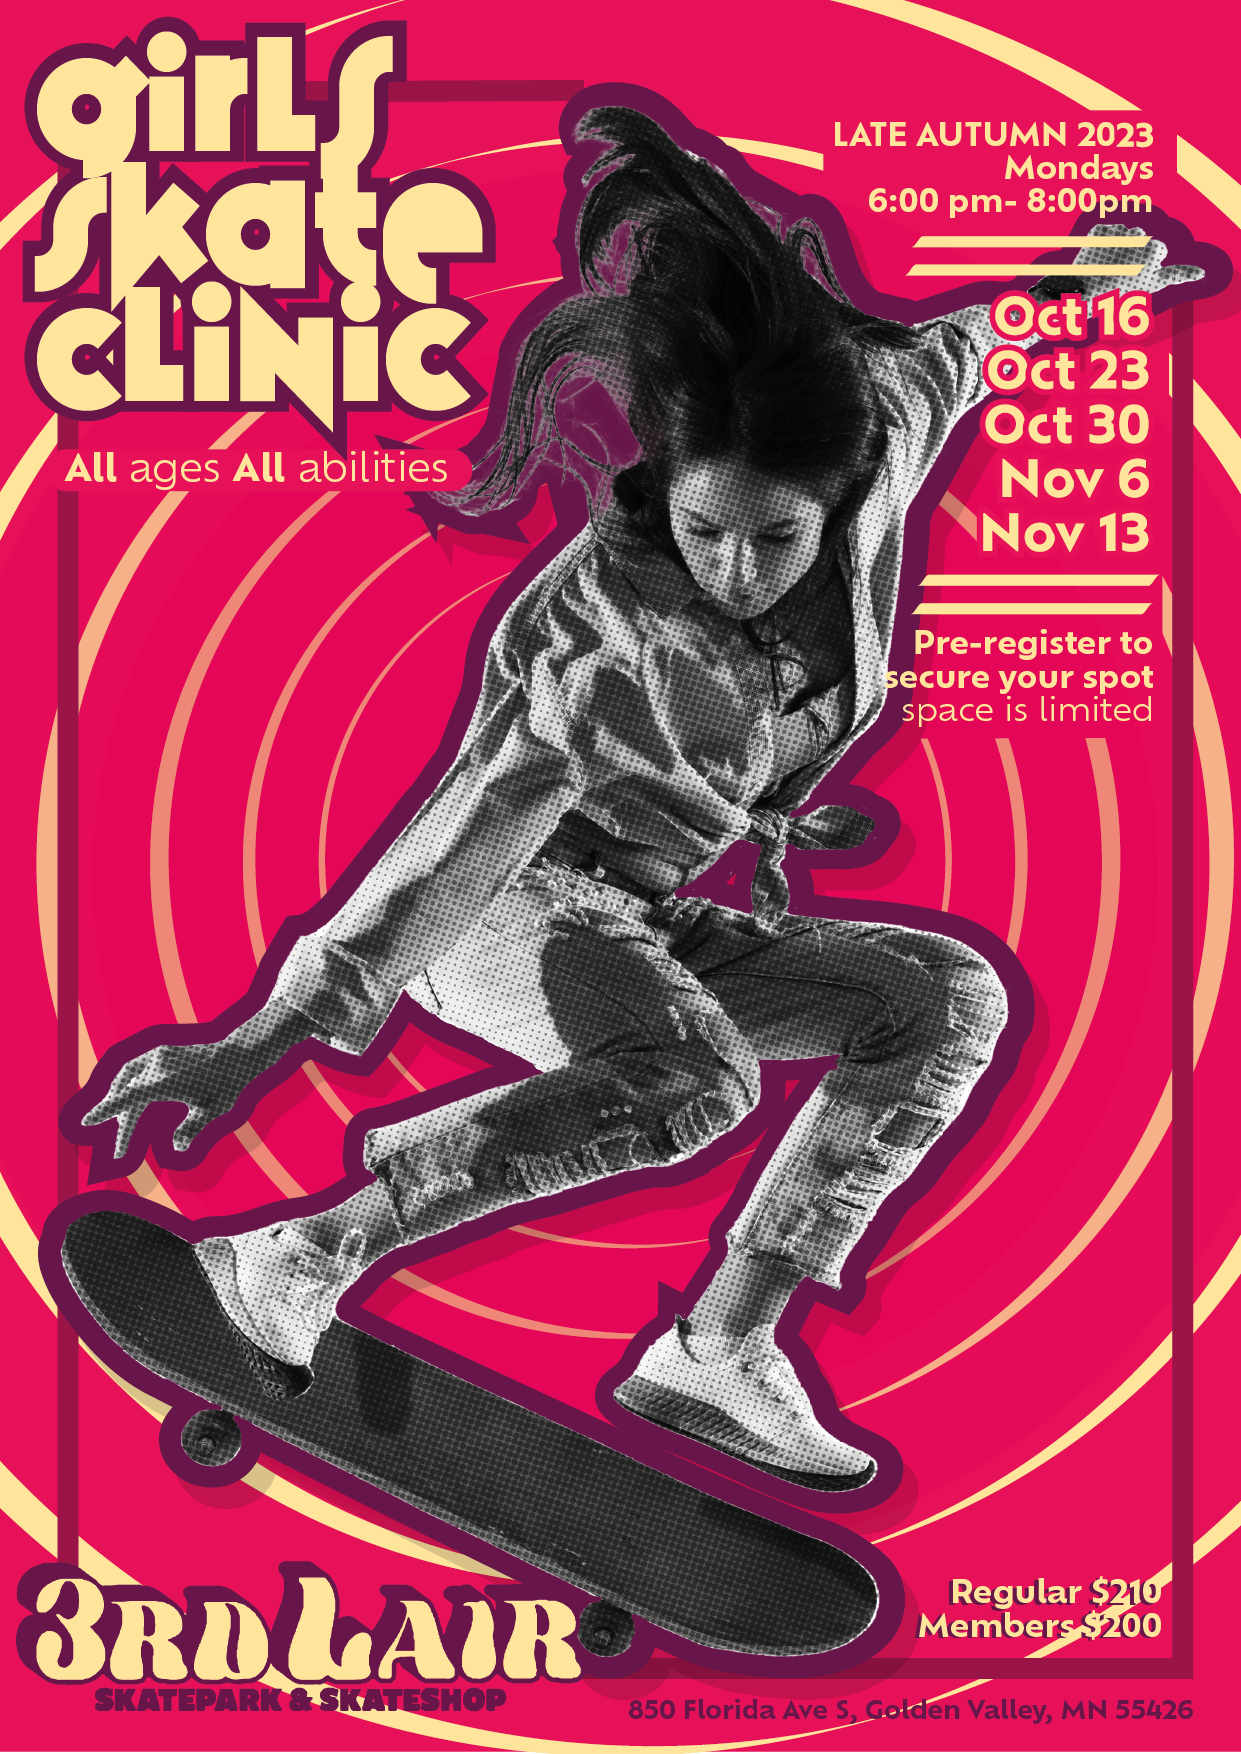 girls
skate
clinic
All ages All abilities
LATE AUTUMN 2023
Mondays
6:00 pm- 8:00pm
Oct 16
Oct 23
Oct 30
Nov 6
Nov 13
Pre-register to
secure your spot
space is limited
Regular $210
Members $200
3RD LAIR
SKATEPARK & SKATESHOP
850 Florida Ave S, Golden Valley, MN 55426